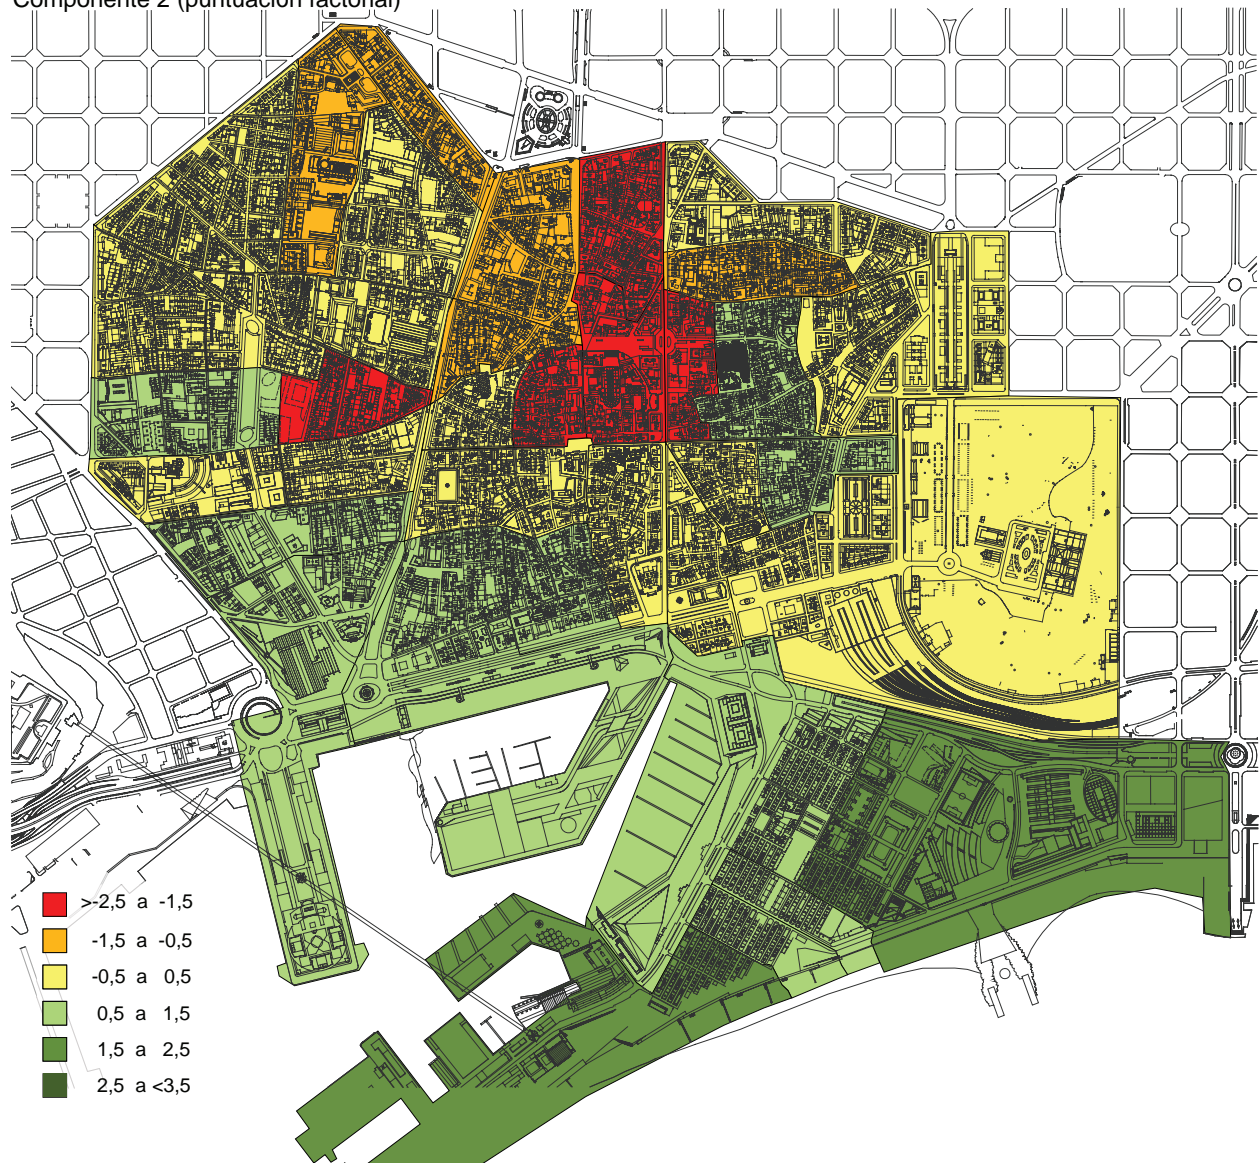 Componente 2 (puntuación factorial)
>-2,5 a -1,5
-1,5 a -0,5
-0,5 a 0,5
0,5 a 1,5
1,5 a 2,5
2,5 a <3,5